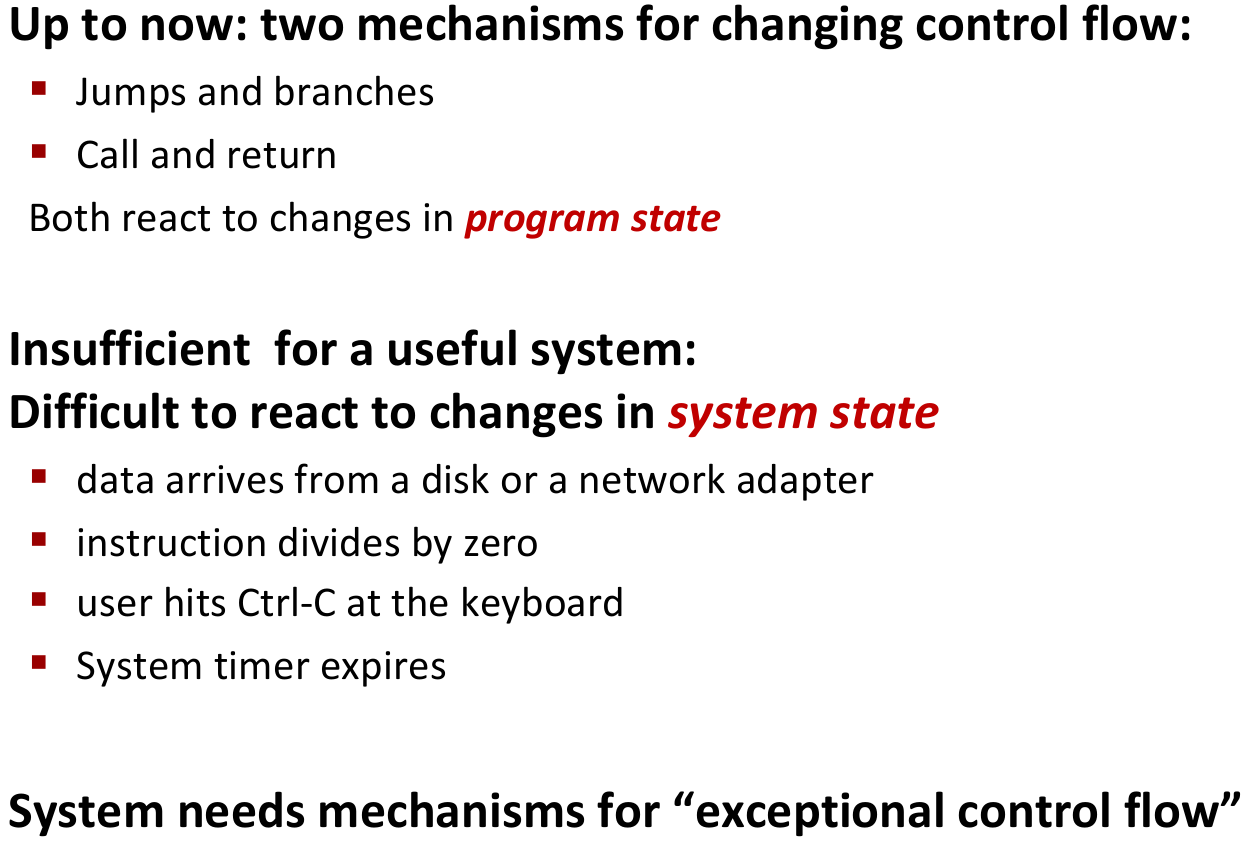 Up to now: two mechanisms for changing control flow:
▪ Jumps and branches
▪ Call and return
Both react to changes in program state
Insufficient  for a useful system:
Difficult to react to changes in system state
▪ data arrives from a disk or a network adapter
▪ instruction divides by zero
▪ user hits Ctrl-C at the keyboard
▪ System timer expires
System needs mechanisms for “exceptional control flow”